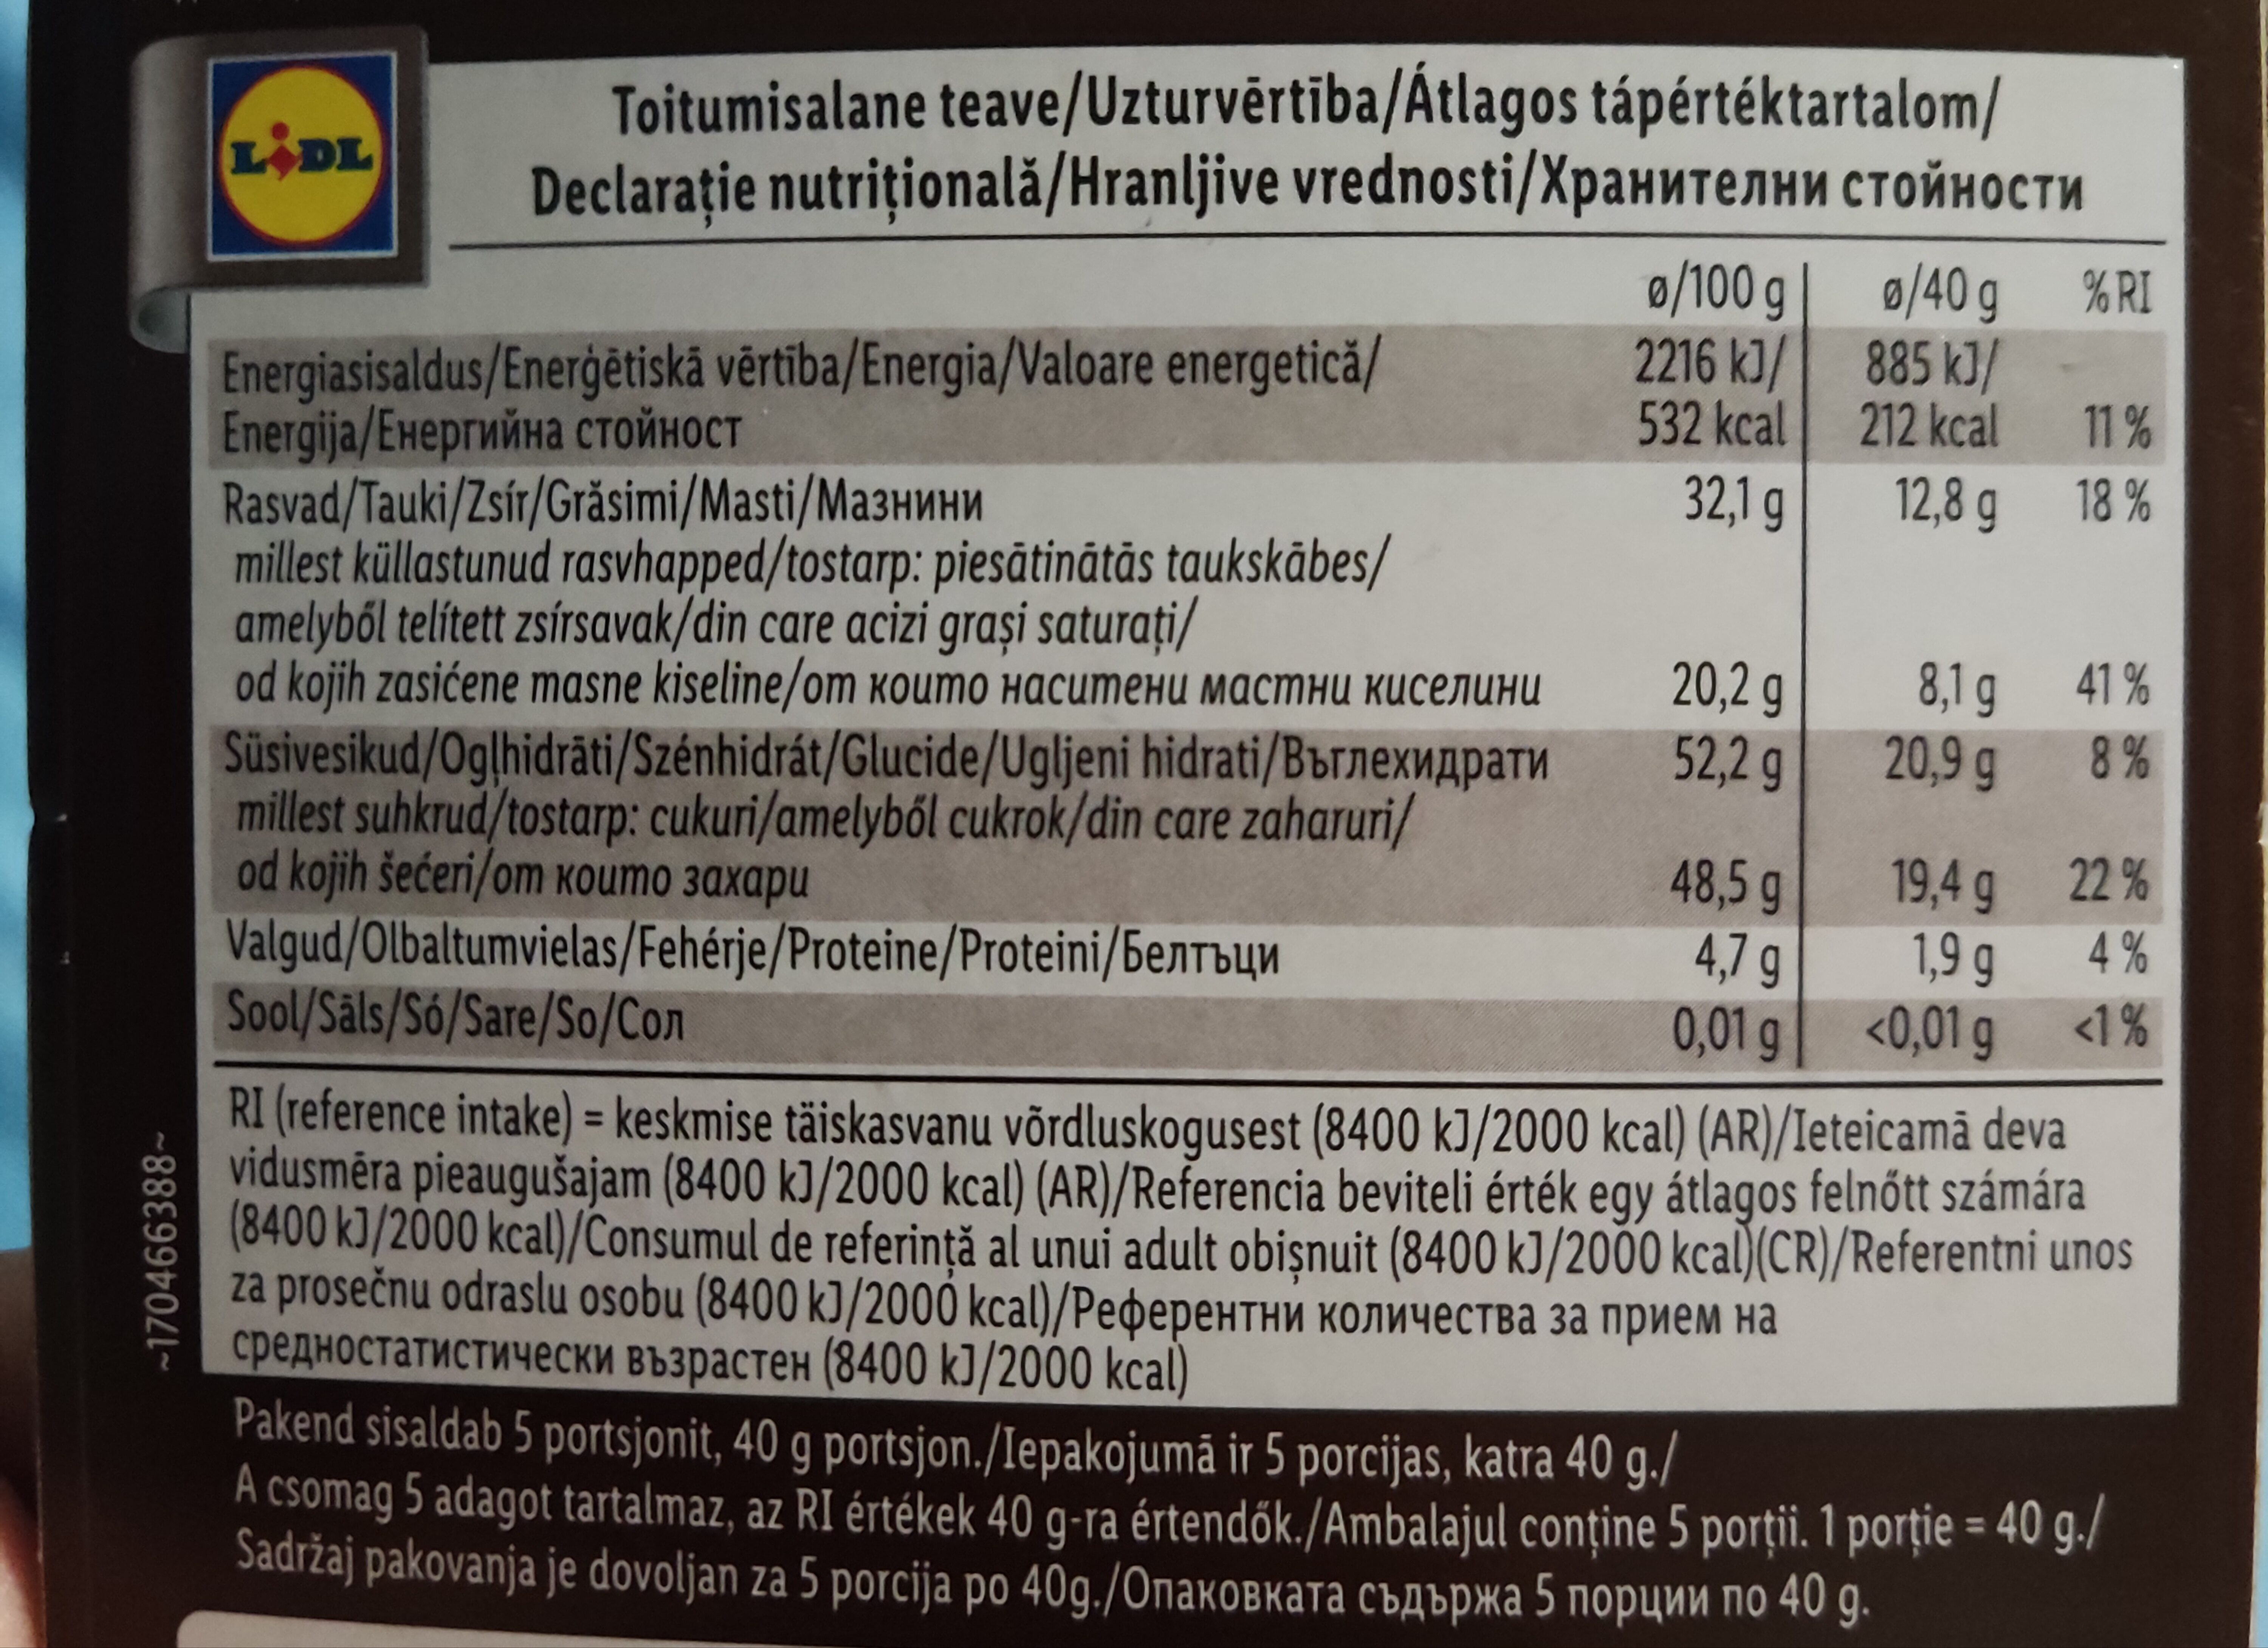 LIDL
Toitumisalane teave/Uzturvērtība/Átlagos tápértéktartalom/
Declarație nutrițională/Hranljive vrednosti/Хранителни стойности
ø/100 g ø/40 g % RI
Energiasisaldus/Enerģētiskā vērtība/Energia/Valoare energetică/ 2216 kJ/ 885 kJ/
Energija/Енергийна стойност 532 kcal 212 kcal 11 %
Rasvad/Tauki/Zsír/Grăsimi/Masti/Мазнини 32,1 g 12,8 g 18 %
millest küllastunud rasvhapped/tostarp: piesātinātās taukskābes/
amelyből telített zsírsavak/din care acizi grași saturați/
od kojih zasićene masne kiseline/от които наситени мастни киселини 20,2 g 8,1 g 41 %
Süsivesikud/Ogļhidrāti/Szénhidrát/Glucide/Ugljeni hidrati/Въглехидрати 52,2 g 20,9 g 8 %
millest suhkrud/tostarp: cukuri/amelyből cukrok/din care zaharuri/
od kojih šećeri/от които захари 48,5 g 19,4 g 22 %
Valgud/Olbaltumvielas/Fehérje/Proteine/Proteini/Белтъци 4,7 g 1,9 g 4 %
Sool/Sāls/Só/Sare/So/Сол 0,01 g <0,01 g <1 %
RI (reference intake) = keskmise täiskasvanu võrdluskogusest (8400 kJ/2000 kcal) (AR)/Ieteicamā deva
vidusmēra pieaugušajam (8400 kJ/2000 kcal) (AR)/Referencia beviteli érték egy átlagos felnőtt számára
(8400 kJ/2000 kcal)/Consumul de referință al unui adult obișnuit (8400 kJ/2000 kcal)(CR)/Referentni unos
za prosečnu odraslu osobu (8400 kJ/2000 kcal)/Референтни количества за прием на
средностатистически възрастен (8400 kJ/2000 kcal)
~170466388~
Pakend sisaldab 5 portsjonit, 40 g portsjon./Iepakojumā ir 5 porcijas, katra 40 g./
A csomag 5 adagot tartalmaz, az RI értékek 40 g-ra értendők./Ambalajul conține 5 porții. 1 porție = 40 g./
Sadržaj pakovanja je dovoljan za 5 porcija po 40g./Опаковката съдържа 5 порции по 40 g.